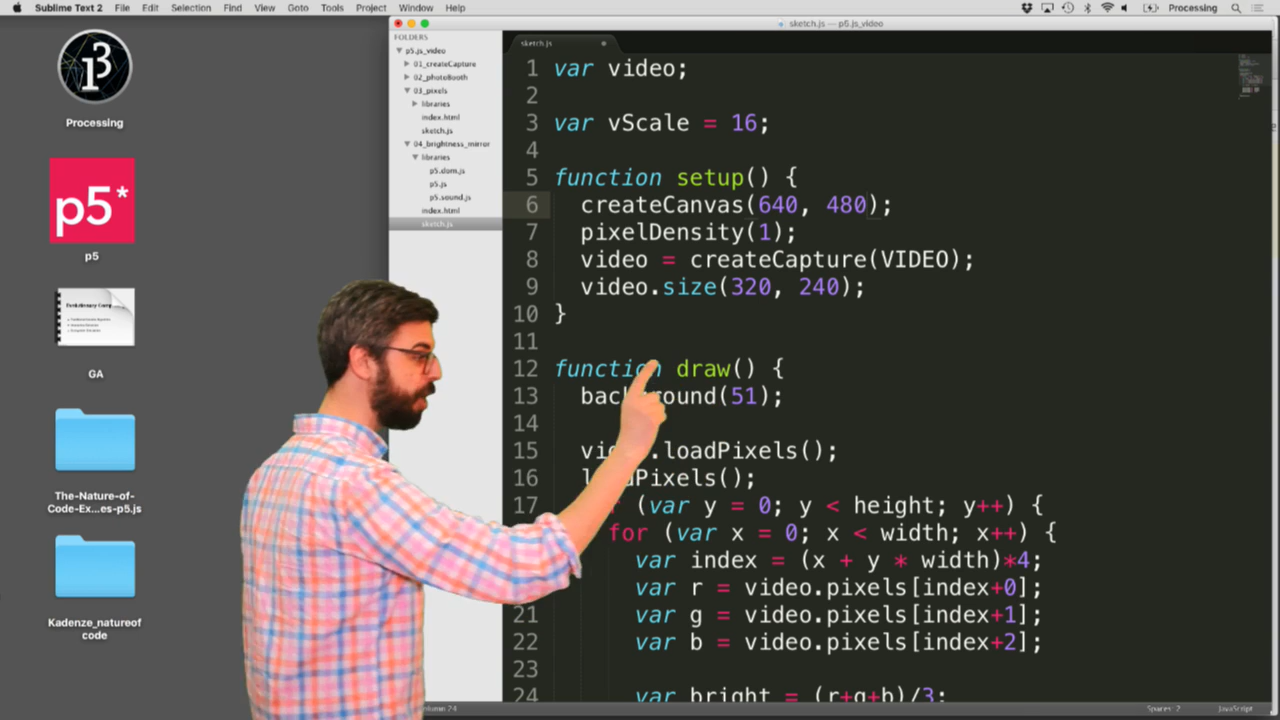 Sublime Text 2 File Edit Selection Find View Goto Tools Project Window Help Processing
sketch.js — p5.js_video
Processing
p5*
p5
GA
The-Nature-of-
Code-Ex...es-p5.js
Kadenze_natureof
code
FOLDERS
p5.js_video
01_createCapture
02_photoBooth
03_pixels
libraries
index.html
sketch.js
04_brightness_mirror
libraries
p5.dom.js
p5.js
p5.sound.js
index.html
sketch.js
sketch.js
1 var video;
2
3 var vScale = 16;
4
5 function setup() {
6 createCanvas(640, 480);
7 pixelDensity(1);
8 video = createCapture(VIDEO);
9 video.size(320, 240);
10 }
11
12 function draw() {
13 background(51);
14
15 video.loadPixels();
16 loadPixels();
17 (var y = 0; y < height; y++) {
for (var x = 0; x < width; x++) {
var index = (x + y * width)*4;
var r = video.pixels[index+0];
21 var g = video.pixels[index+1];
22 var b = video.pixels[index+2];
23
24 var bright = (r+g+b)/3;
24 Spaces: 2 JavaScript